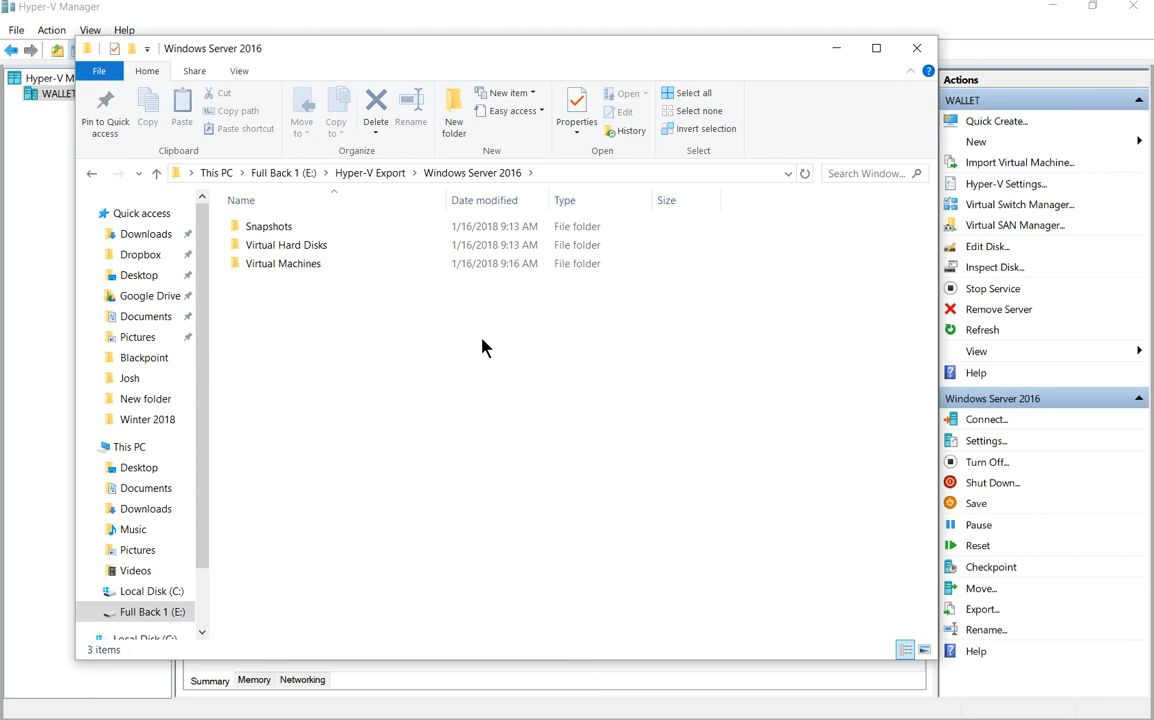 Hyper-V Manager
File Action View Help
Hyper-V M
WALLET
Windows Server 2016
File Home Share View
Pin to Quick access
Copy
Paste
Cut
Copy path
Paste shortcut
Clipboard
Move to
Copy to
Delete
Rename
Organize
New folder
New item
Easy access
New
Properties
Open
Edit
History
Open
Select all
Select none
Invert selection
Select
This PC Full Back 1 (E:) Hyper-V Export Windows Server 2016
Search Window...
Quick access
Downloads
Dropbox
Desktop
Google Drive
Documents
Pictures
Blackpoint
Josh
New folder
Winter 2018
This PC
Desktop
Documents
Downloads
Music
Pictures
Videos
Local Disk (C:)
Full Back 1 (E:)
Local Disk (C:)
Name Date modified Type Size
Snapshots 1/16/2018 9:13 AM File folder
Virtual Hard Disks 1/16/2018 9:13 AM File folder
Virtual Machines 1/16/2018 9:16 AM File folder
3 items
Summary Memory Networking
Actions
WALLET
Quick Create...
New
Import Virtual Machine...
Hyper-V Settings...
Virtual Switch Manager...
Virtual SAN Manager...
Edit Disk...
Inspect Disk...
Stop Service
Remove Server
Refresh
View
Help
Windows Server 2016
Connect...
Settings...
Turn Off...
Shut Down...
Save
Pause
Reset
Checkpoint
Move...
Export...
Rename...
Help